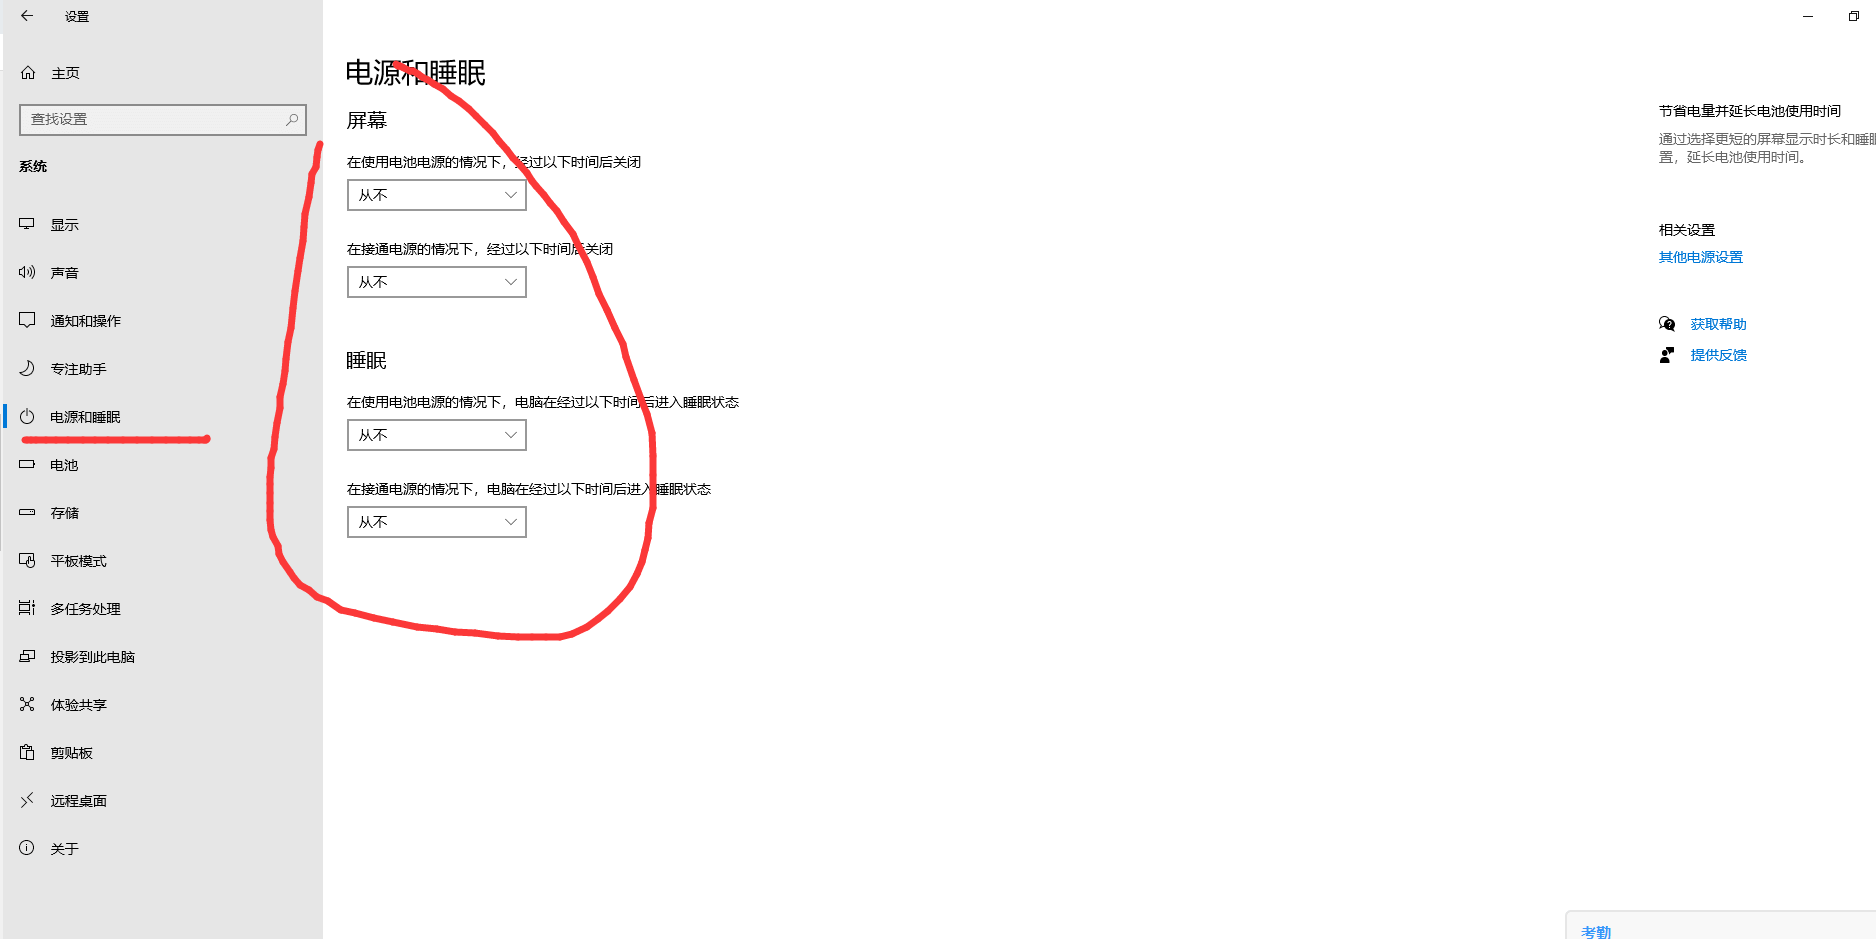 设置
主页
查找设置
系统
显示
声音
通知和操作
专注助手
电源和睡眠
电池
存储
平板模式
多任务处理
投影到此电脑
体验共享
剪贴板
远程桌面
关于
电源和睡眠
屏幕
在使用电池电源的情况下，经过以下时间后关闭
从不
在接通电源的情况下，经过以下时间后关闭
从不
睡眠
在使用电池电源的情况下，电脑在经过以下时间后进入睡眠状态
从不
在接通电源的情况下，电脑在经过以下时间后进入睡眠状态
从不
节省电量并延长电池使用时间
通过选择更短的屏幕显示时长和睡眠
置，延长电池使用时间。
相关设置
其他电源设置
获取帮助
提供反馈
考勤